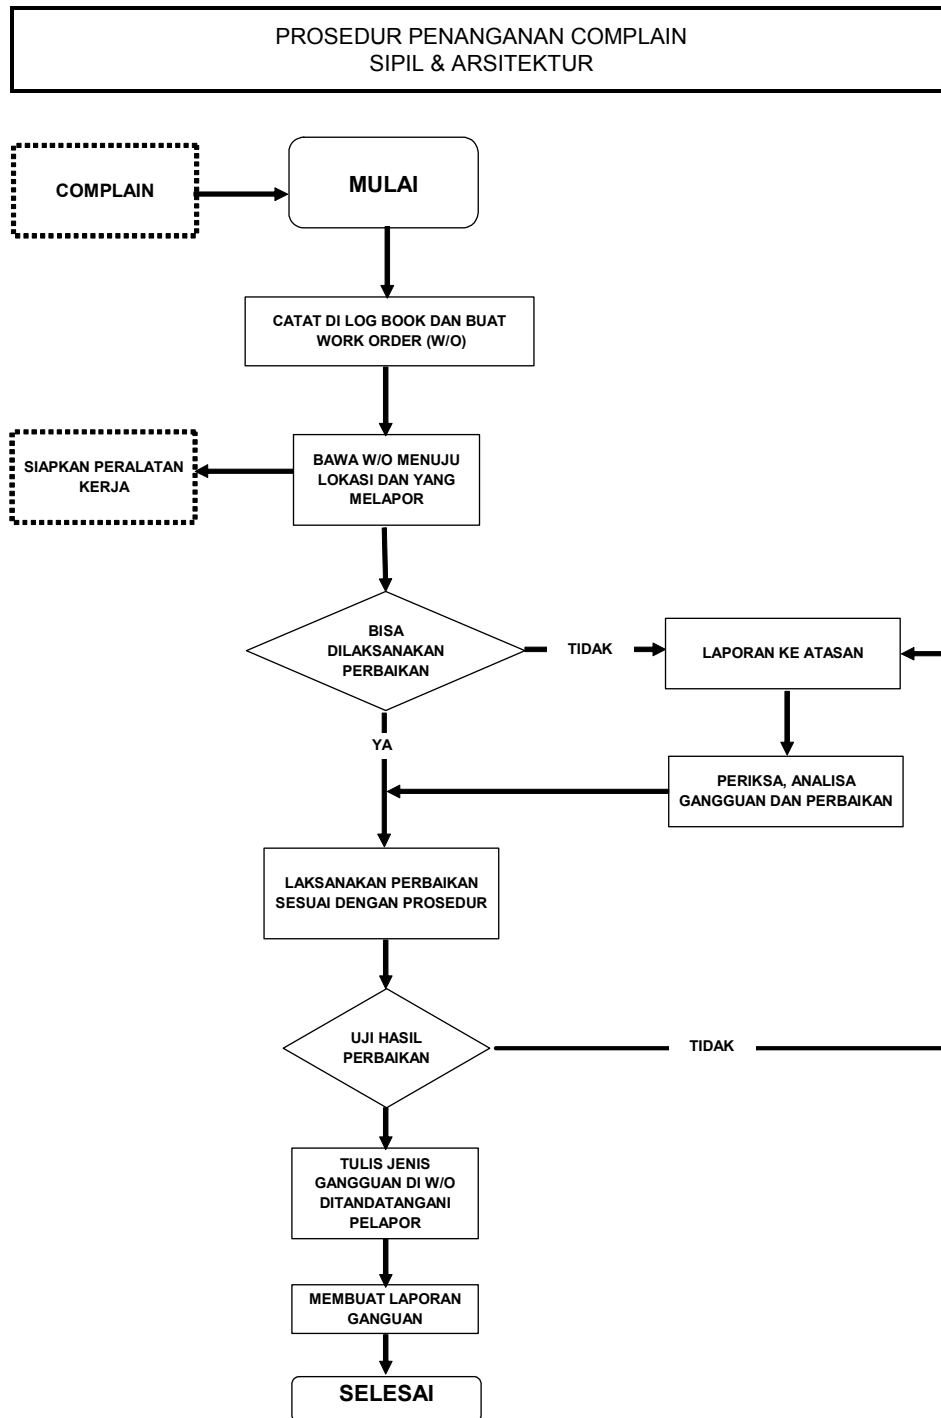 PROSEDUR PENANGANAN COMPLAIN
SIPIL & ARSITEKTUR
COMPLAIN
MULAI
CATAT DI LOG BOOK DAN BUAT
WORK ORDER (W/O)
SIAPKAN PERALATAN
KERJA
BAWA W/O MENUJU
LOKASI DAN YANG
MELAPOR
BISA
DILAKSANAKAN
PERBAIKAN
TIDAK
LAPORAN KE ATASAN
YA
PERIKSA, ANALISA
GANGGUAN DAN PERBAIKAN
LAKSANAKAN PERBAIKAN
SESUAI DENGAN PROSEDUR
UJI HASIL
PERBAIKAN
TIDAK
TULIS JENIS
GANGGUAN DI W/O
DITANDATANGANI
PELAPOR
MEMBUAT LAPORAN
GANGUAN
SELESAI